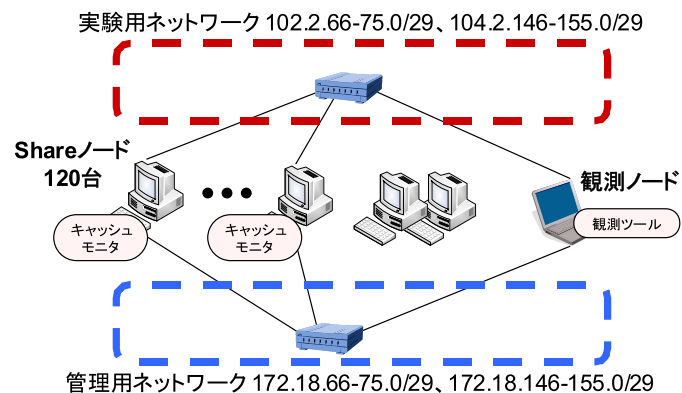 実験用ネットワーク 102.2.66-75.0/29、104.2.146-155.0/29
Shareノード
120台
キャッシュ
モニタ
キャッシュ
モニタ
観測ノード
観測ツール
管理用ネットワーク 172.18.66-75.0/29、172.18.146-155.0/29